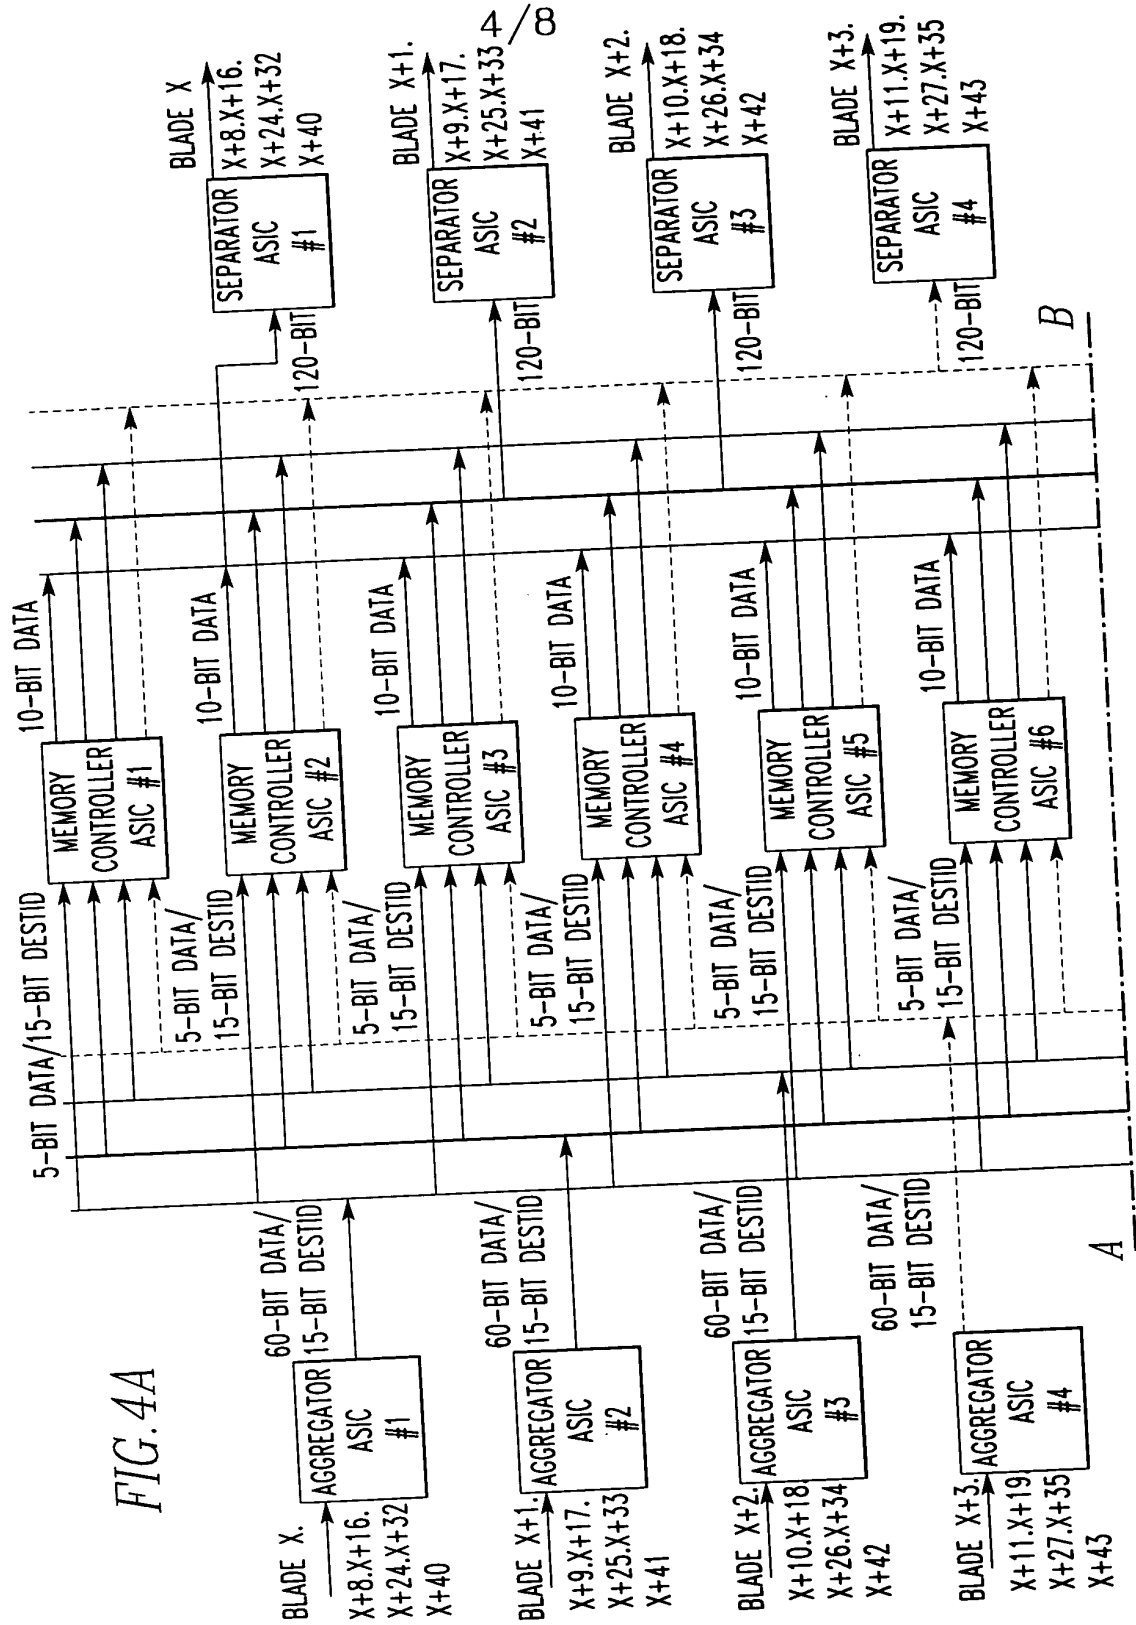 4/8
FIG.4A
BLADE X.
X+8.X+16.
X+24.X+32
X+40
AGGREGATOR
ASIC
#1
60-BIT DATA/
15-BIT DESTID
BLADE X+1.
X+9.X+17.
X+25.X+33
X+41
AGGREGATOR
ASIC
#2
60-BIT DATA/
15-BIT DESTID
BLADE X+2.
X+10.X+18.
X+26.X+34
X+42
AGGREGATOR
ASIC
#3
60-BIT DATA/
15-BIT DESTID
BLADE X+3.
X+11.X+19.
X+27.X+35
X+43
AGGREGATOR
ASIC
#4
60-BIT DATA/
15-BIT DESTID
A
5-BIT DATA/15-BIT DESTID
MEMORY
CONTROLLER
ASIC #1
10-BIT DATA
5-BIT DATA/
15-BIT DESTID
MEMORY
CONTROLLER
ASIC #2
10-BIT DATA
5-BIT DATA/
15-BIT DESTID
MEMORY
CONTROLLER
ASIC #3
10-BIT DATA
5-BIT DATA/
15-BIT DESTID
MEMORY
CONTROLLER
ASIC #4
10-BIT DATA
5-BIT DATA/
15-BIT DESTID
MEMORY
CONTROLLER
ASIC #5
10-BIT DATA
5-BIT DATA/
15-BIT DESTID
MEMORY
CONTROLLER
ASIC #6
10-BIT DATA
120-BIT
SEPARATOR
ASIC
#1
BLADE X
X+8.X+16.
X+24.X+32
X+40
120-BIT
SEPARATOR
ASIC
#2
BLADE X+1.
X+9.X+17.
X+25.X+33
X+41
120-BIT
SEPARATOR
ASIC
#3
BLADE X+2.
X+10.X+18.
X+26.X+34
X+42
120-BIT
SEPARATOR
ASIC
#4
BLADE X+3.
X+11.X+19.
X+27.X+35
X+43
B